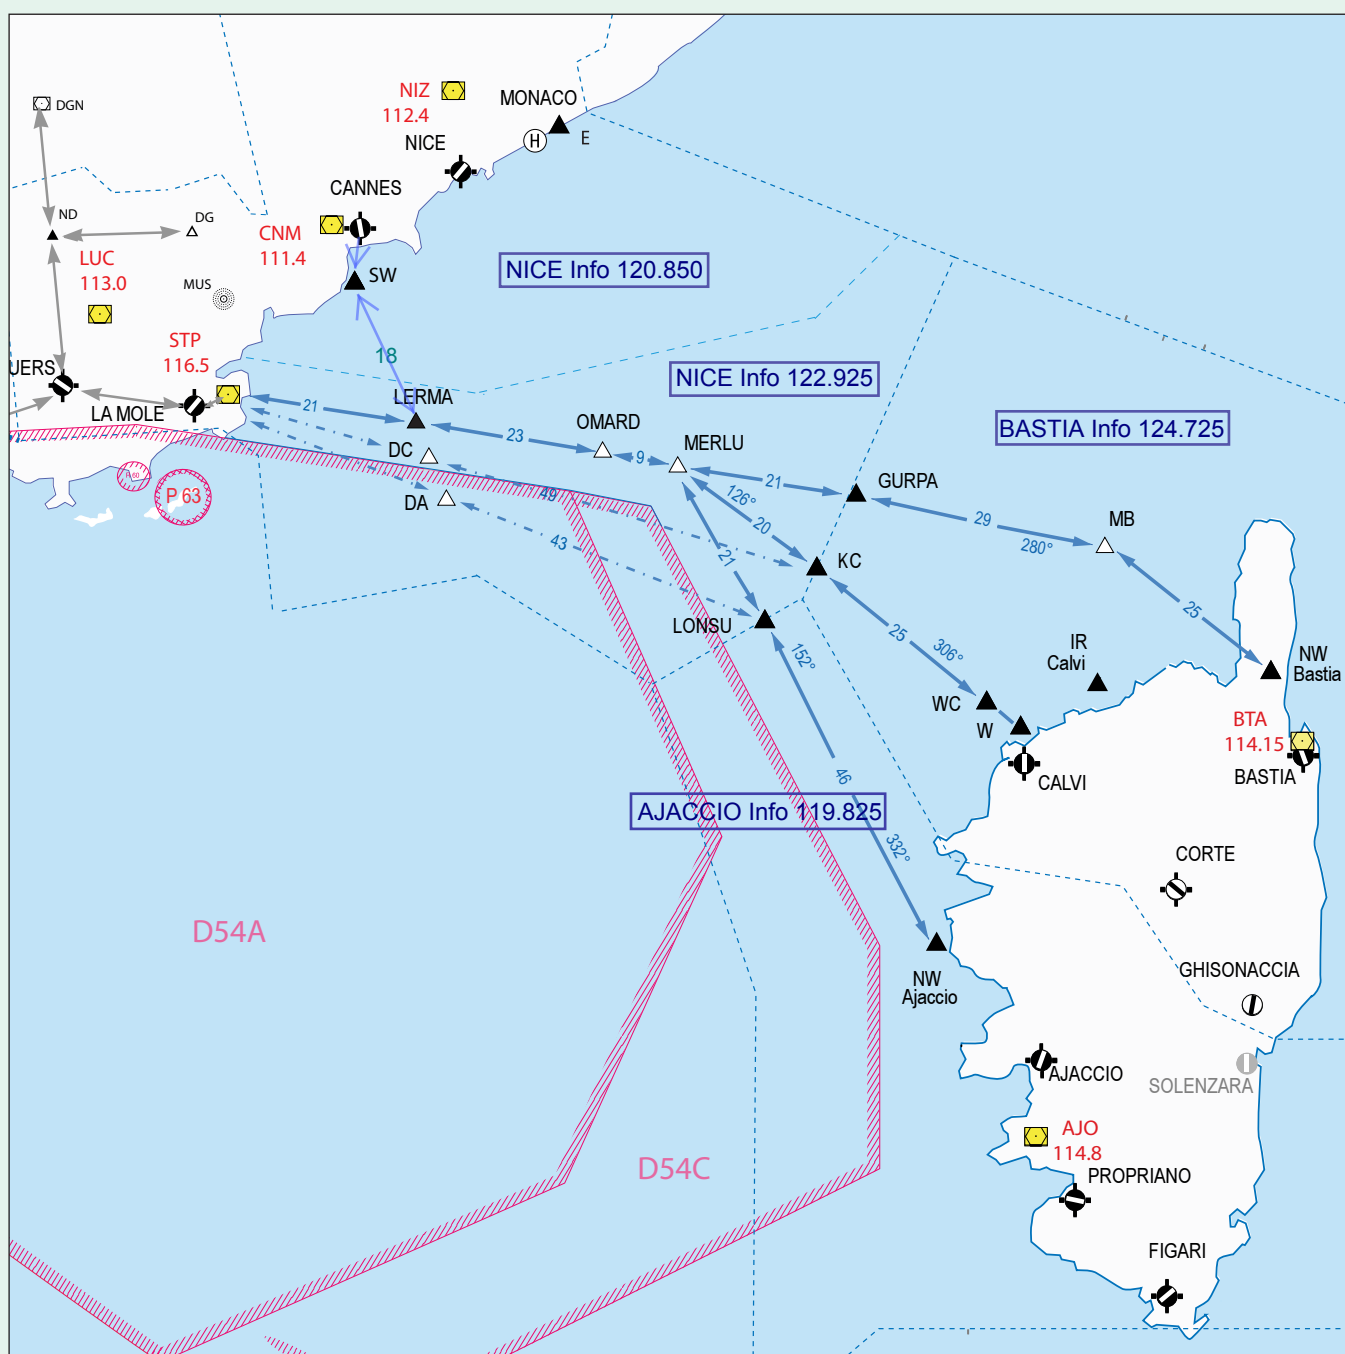 NIZ
112.4
MONACO
H
E
DGN
NICE
CANNES
ND
DG
CNM
111.4
LUC
113.0
MUS
SW
NICE Info 120.850
STP
116.5
18
NICE Info 122.925
UERS
LA MOLE
21
LERMA
23
OMARD
9
MERLU
BASTIA Info 124.725
DC
DA
P 63
49
43
21
126°
20
21
GURPA
29
280°
MB
KC
25
LONSU
152°
25
306°
IR
Calvi
NW
Bastia
WC
W
BTA
114.15
BASTIA
CALVI
46
AJACCIO Info 119.825
332°
CORTE
D54A
NW
Ajaccio
GHISONACCIA
AJACCIO
SOLENZARA
AJO
114.8
D54C
PROPRIANO
FIGARI